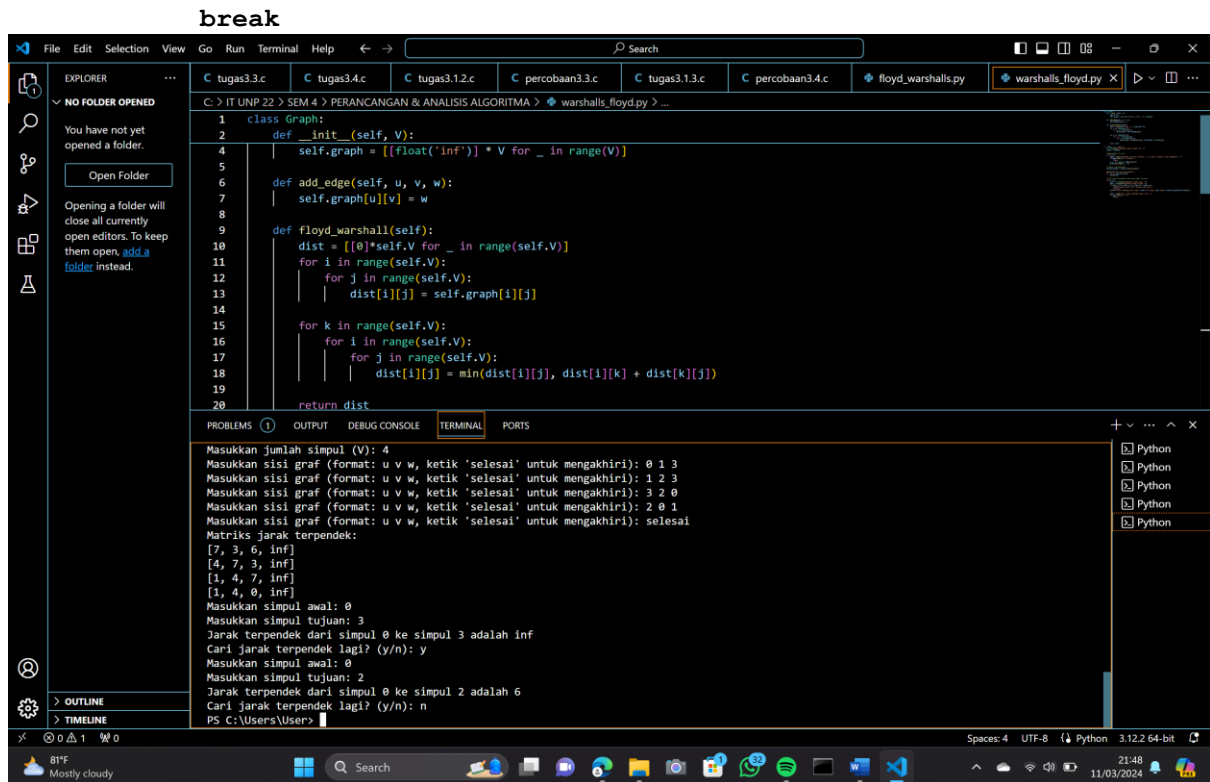 break
File Edit Selection View Go Run Terminal Help ← → Search
EXPLORER ...
C tugas3.3.c C tugas3.4.c C tugas3.1.2.c C percobaan3.3.c C tugas3.1.3.c C percobaan3.4.c floyd_warshalls.py warshalls_floyd.py ×
NO FOLDER OPENED
You have not yet
opened a folder.
Open Folder
Opening a folder will
close all currently
open editors. To keep
them open, add a
folder instead.
C: > IT UNP 22 > SEM 4 > PERANCANGAN & ANALISIS ALGORITMA > warshalls_floyd.py > ...
1 class Graph:
2 def __init__(self, V):
4 self.graph = [[float('inf')] * V for _ in range(V)]
5
6 def add_edge(self, u, v, w):
7 self.graph[u][v] = w
8
9 def floyd_warshall(self):
10 dist = [[0]*self.V for _ in range(self.V)]
11 for i in range(self.V):
12 for j in range(self.V):
13 dist[i][j] = self.graph[i][j]
14
15 for k in range(self.V):
16 for i in range(self.V):
17 for j in range(self.V):
18 dist[i][j] = min(dist[i][j], dist[i][k] + dist[k][j])
19
20 return dist
PROBLEMS 1 OUTPUT DEBUG CONSOLE TERMINAL PORTS
Masukkan jumlah simpul (V): 4
Masukkan sisi graf (format: u v w, ketik 'selesai' untuk mengakhiri): 0 1 3
Masukkan sisi graf (format: u v w, ketik 'selesai' untuk mengakhiri): 1 2 3
Masukkan sisi graf (format: u v w, ketik 'selesai' untuk mengakhiri): 3 2 0
Masukkan sisi graf (format: u v w, ketik 'selesai' untuk mengakhiri): 2 0 1
Masukkan sisi graf (format: u v w, ketik 'selesai' untuk mengakhiri): selesai
Matriks jarak terpendek:
[7, 3, 6, inf]
[4, 7, 3, inf]
[1, 4, 7, inf]
[1, 4, 0, inf]
Masukkan simpul awal: 0
Masukkan simpul tujuan: 3
Jarak terpendek dari simpul 0 ke simpul 3 adalah inf
Cari jarak terpendek lagi? (y/n): y
Masukkan simpul awal: 0
Masukkan simpul tujuan: 2
Jarak terpendek dari simpul 0 ke simpul 2 adalah 6
Cari jarak terpendek lagi? (y/n): n
PS C:\Users\User>
Python
Python
Python
Python
Python
OUTLINE
TIMELINE
0 1 0 Spaces: 4 UTF-8 Python 3.12.2 64-bit
81°F
Mostly cloudy
Search
1
32
21:48
11/03/2024